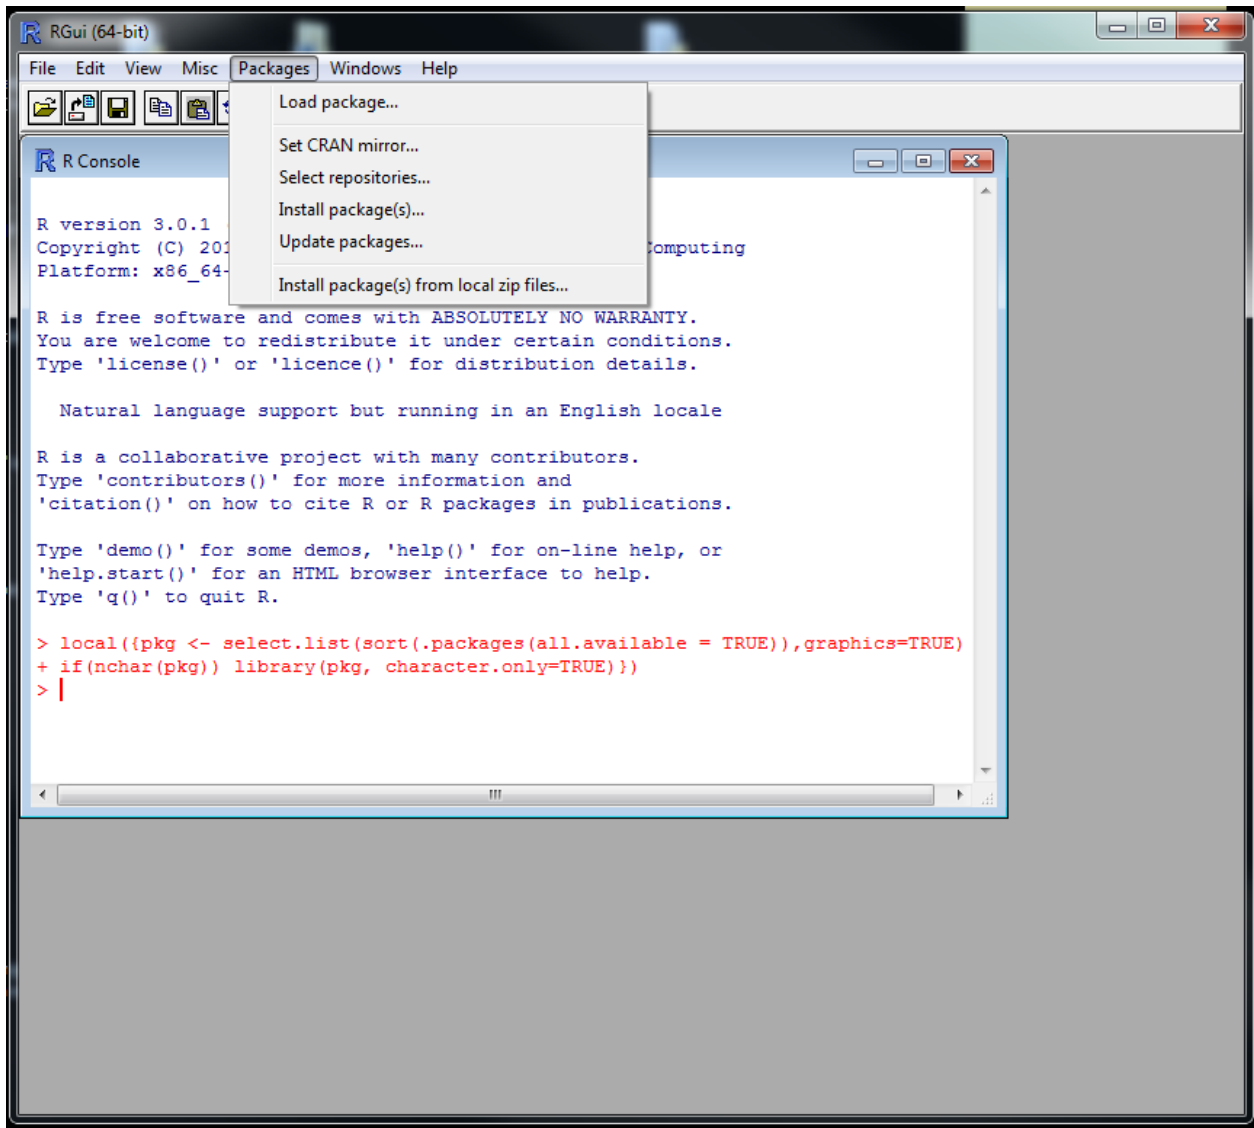 RGui (64-bit)
File Edit View Misc Packages Windows Help
Load package...
Set CRAN mirror...
Select repositories...
Install package(s)...
Update packages...
Install package(s) from local zip files...
R Console
R version 3.0.1
Copyright (C) 201 Computing
Platform: x86_64-
R is free software and comes with ABSOLUTELY NO WARRANTY.
You are welcome to redistribute it under certain conditions.
Type 'license()' or 'licence()' for distribution details.
Natural language support but running in an English locale
R is a collaborative project with many contributors.
Type 'contributors()' for more information and
'citation()' on how to cite R or R packages in publications.
Type 'demo()' for some demos, 'help()' for on-line help, or
'help.start()' for an HTML browser interface to help.
Type 'q()' to quit R.
> local({pkg <- select.list(sort(.packages(all.available = TRUE)),graphics=TRUE)
+ if(nchar(pkg)) library(pkg, character.only=TRUE)})
>